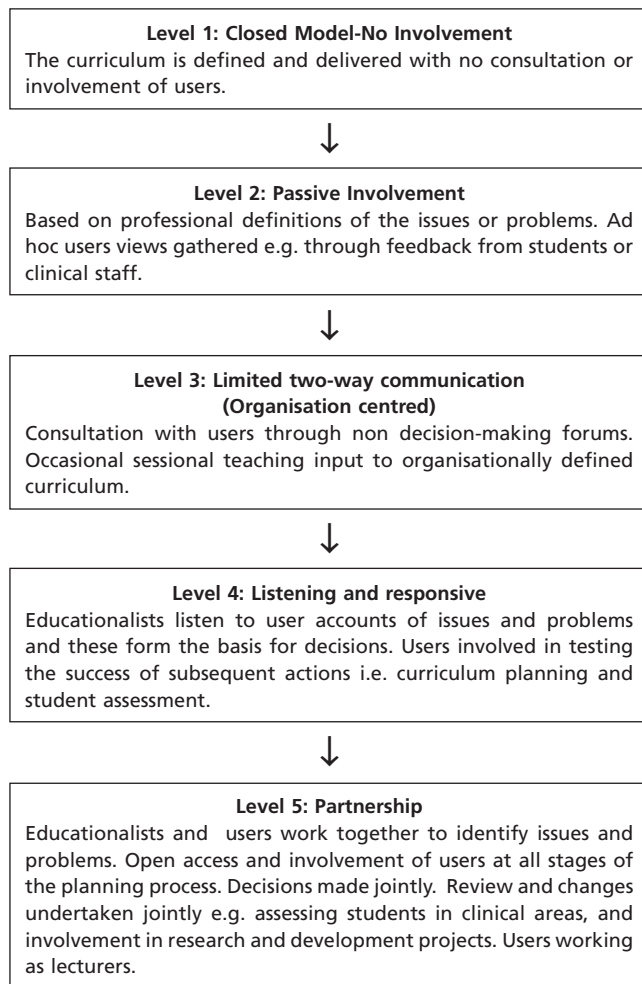 Level 1: Closed Model-No Involvement
The curriculum is defined and delivered with no consultation or
involvement of users.
↓
Level 2: Passive Involvement
Based on professional definitions of the issues or problems. Ad
hoc users views gathered e.g. through feedback from students or
clinical staff.
↓
Level 3: Limited two-way communication
(Organisation centred)
Consultation with users through non decision-making forums.
Occasional sessional teaching input to organisationally defined
curriculum.
↓
Level 4: Listening and responsive
Educationalists listen to user accounts of issues and problems
and these form the basis for decisions. Users involved in testing
the success of subsequent actions i.e. curriculum planning and
student assessment.
↓
Level 5: Partnership
Educationalists and users work together to identify issues and
problems. Open access and involvement of users at all stages of
the planning process. Decisions made jointly. Review and changes
undertaken jointly e.g. assessing students in clinical areas, and
involvement in research and development projects. Users working
as lecturers.